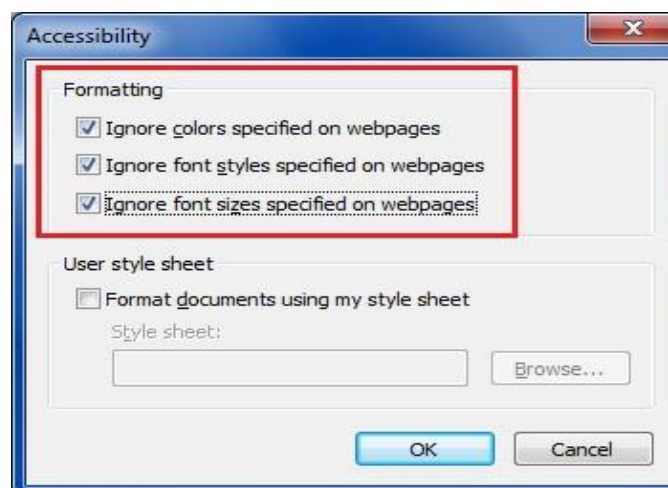 Accessibility
Formatting
Ignore colors specified on webpages
Ignore font styles specified on webpages
Ignore font sizes specified on webpages
User style sheet
Format documents using my style sheet
Style sheet:
Browse...
OK Cancel